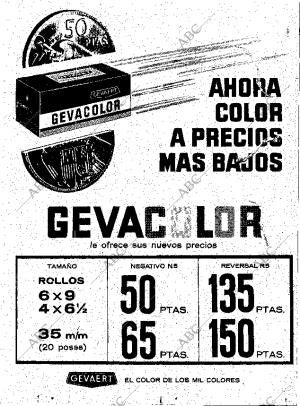 50
PTAS
GEVAERT
GEVACOLOR
AHORA
COLOR
A PRECIOS
MAS BAJOS
GEVACOLOR
le ofrece sus nuevos precios
TAMAÑO NEGATIVO N5 REVERSAL R5
ROLLOS
6 x 9
4 x 6½
50 PTAS. 135 PTAS.
35 m/m
(20 poses)
65 PTAS. 150 PTAS.
GEVAERT EL COLOR DE LOS MIL COLORES